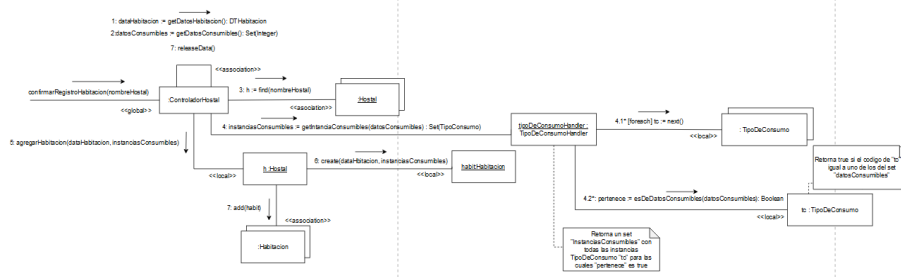 1: dataHabitacion := getDatosHabitacion(): DTHabitacion
2:datosConsumibles := getDatosConsumibles(): Set(Integer)
7: releaseData()
<<association>>
confirmarRegistroHabitacion(nombreHostal)
<<global>>
:ControladorHostal
3: h := find(nombreHostal)
<<asociation>>
:Hostal
4: instanciasConsumibles := getIntenciaConsumibles(datosConsumibles) : Set(TipoConsumo)
tipoDeConsumoHandler :
TipoDeConsumoHandler
4.1* [foreach] tc := next()
<<local>>
: TipoDeConsumo
5: agregarHabitacion(dataHabitacion, instanciasConsumibles)
<<local>>
h :Hostal
6: create(dataHbitacion, instanciasConsumibles)
<<local>>
habit:Habitacion
Retorna true si el codigo de "tc" es
igual a uno de los del set
"datosConsumibles"
4.2*: pertenece := esDeDatosConsumibles(datosConsumibles): Boolean
<<local>>
tc : TipoDeConsumo
7: add(habit)
<<association>>
:Habitacion
Retorna un set
"InstanciasConsumibles" con
todas las instancias
TipoDeConsumo "tc" para las
cuales "pertenece" es true